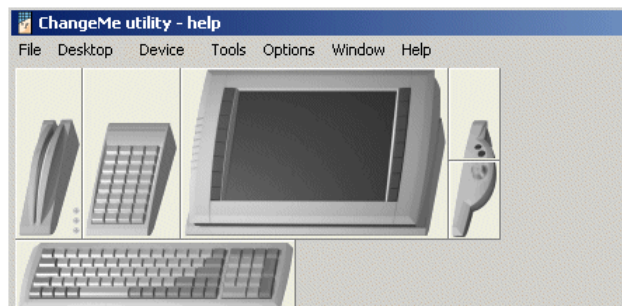 ChangeMe utility - help
File Desktop Device Tools Options Window Help